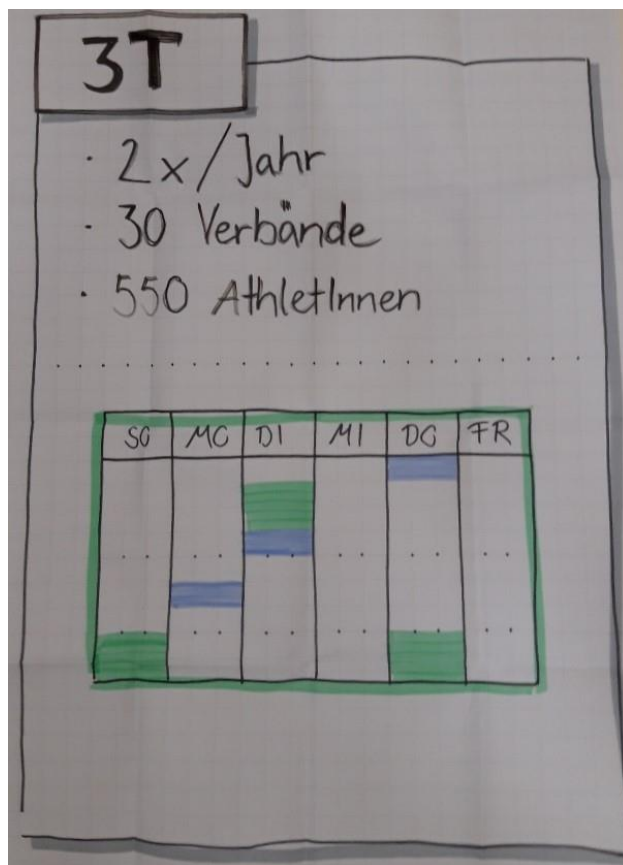 3T
· 2x/Jahr
· 30 Verbände
· 550 AthletInnen
SO MO DI MI DO FR